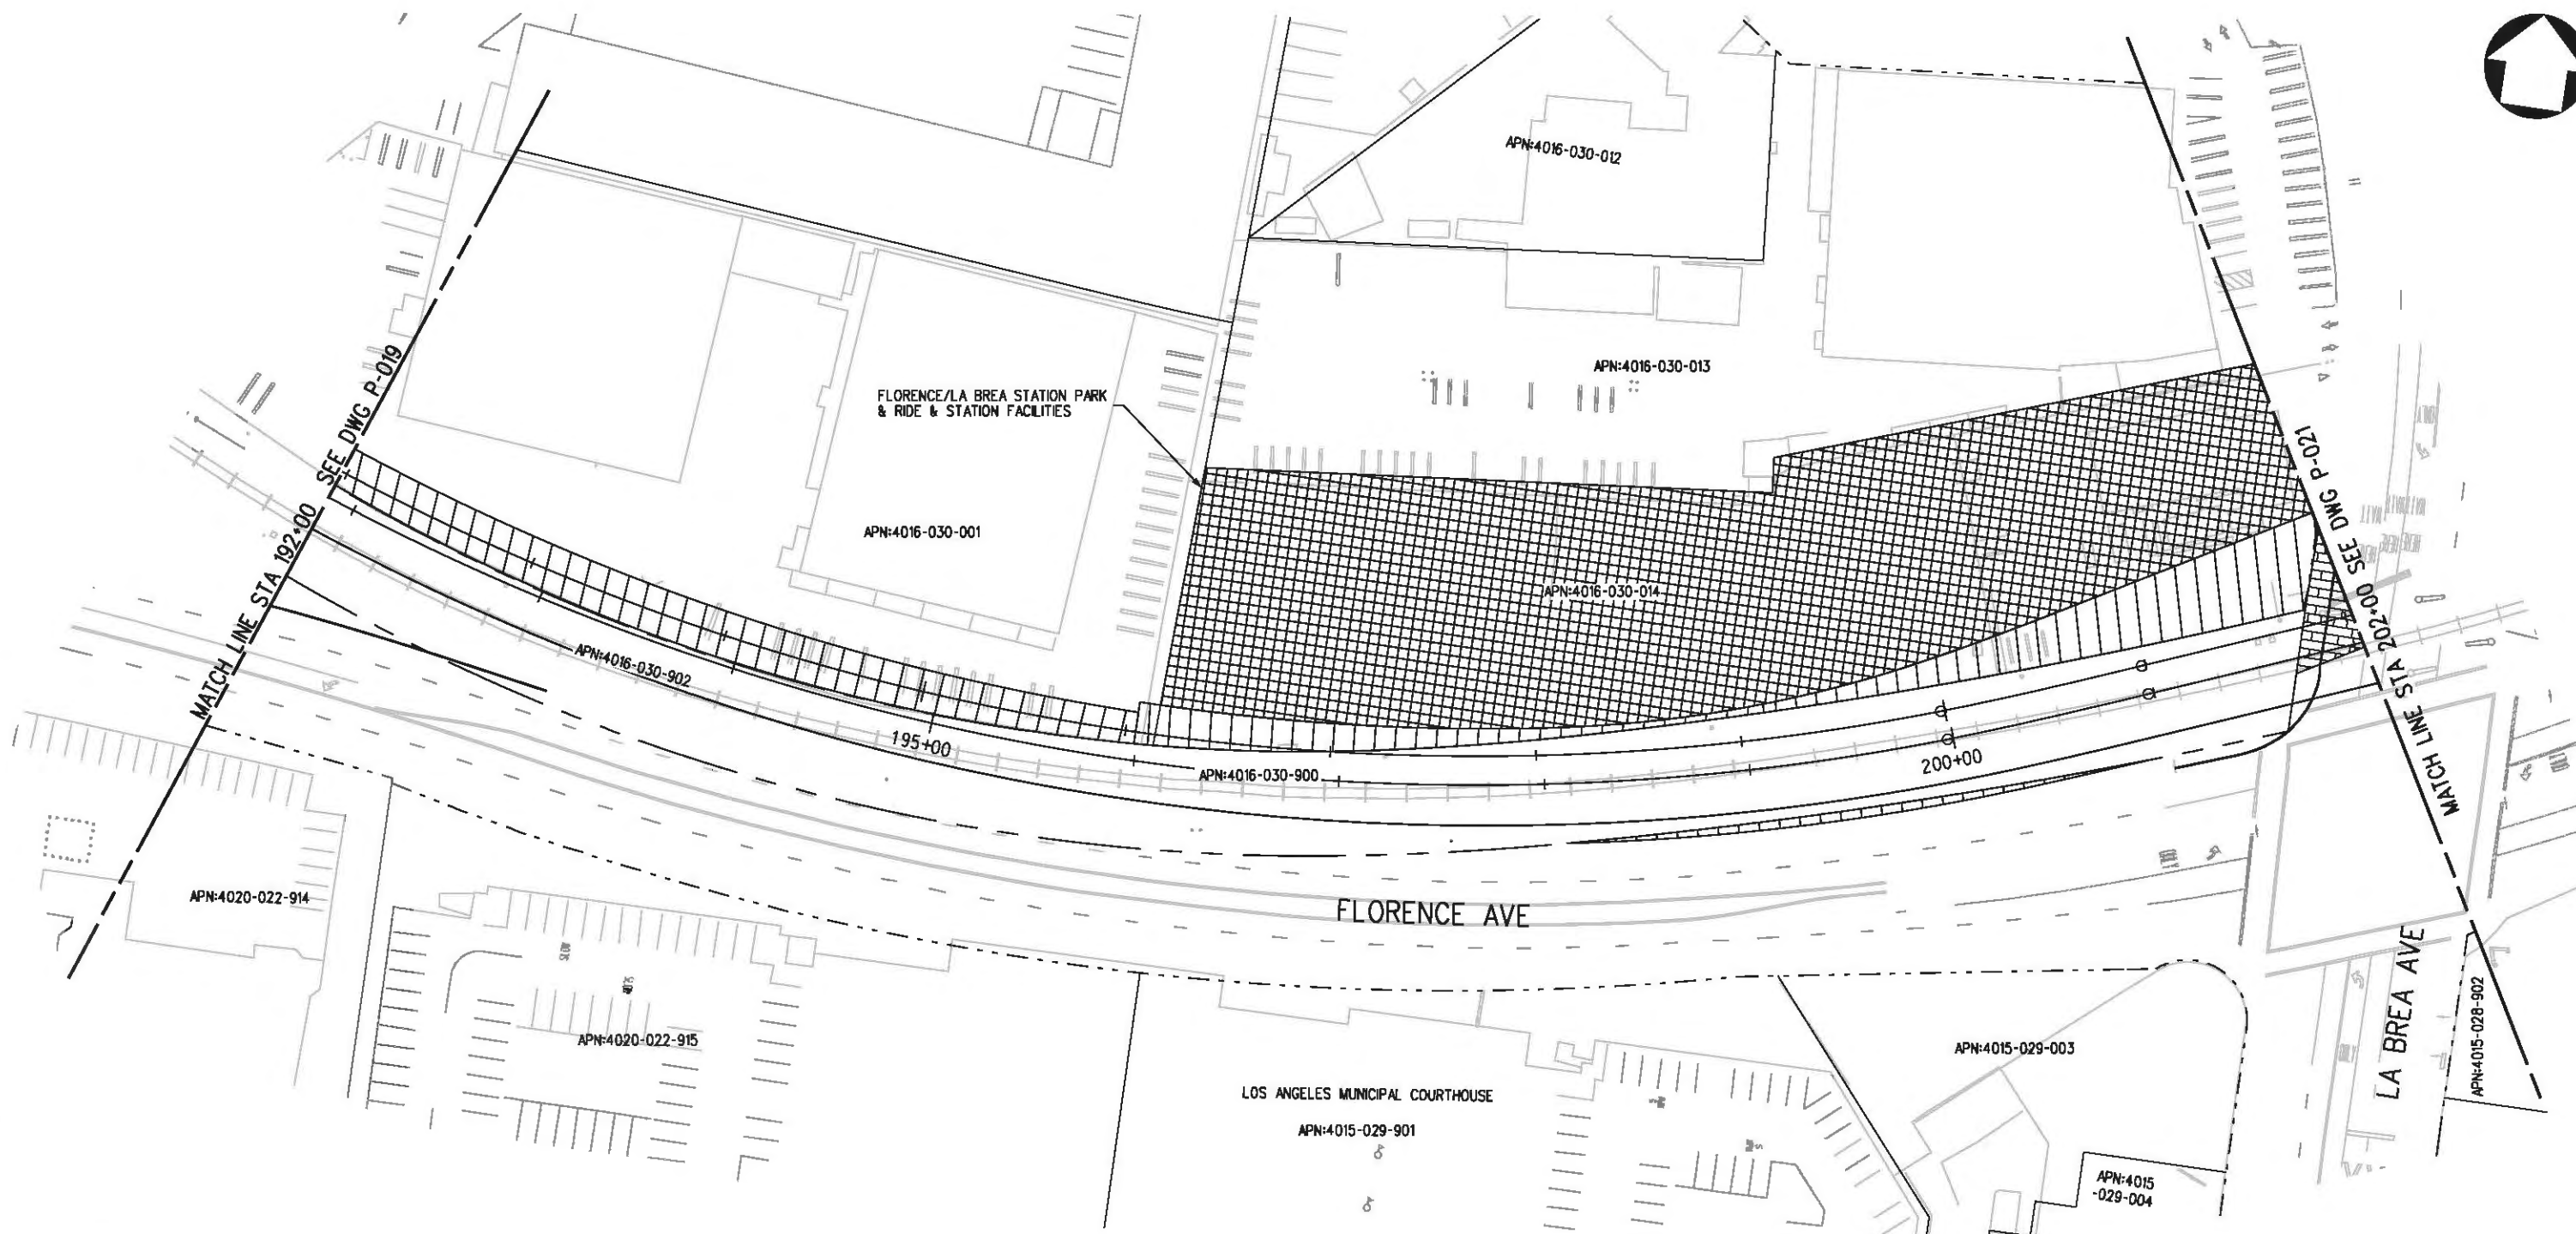 APN:4016-030-012
MATCH LINE STA 192+00 SEE DWG P-019
APN:4016-030-013
FLORENCE/LA BREA STATION PARK
& RIDE & STATION FACILITIES
APN:4016-030-001
APN:4016-030-014
MATCH LINE STA 202+00 SEE DWG P-021
APN:4016-030-902
195+00
APN:4016-030-900
200+00
FLORENCE AVE
APN:4020-022-914
APN:4020-022-915
LOS ANGELES MUNICIPAL COURTHOUSE
APN:4015-029-901
APN:4015-029-003
LA BREA AVE
APN:4015-028-902
APN:4015
-029-004